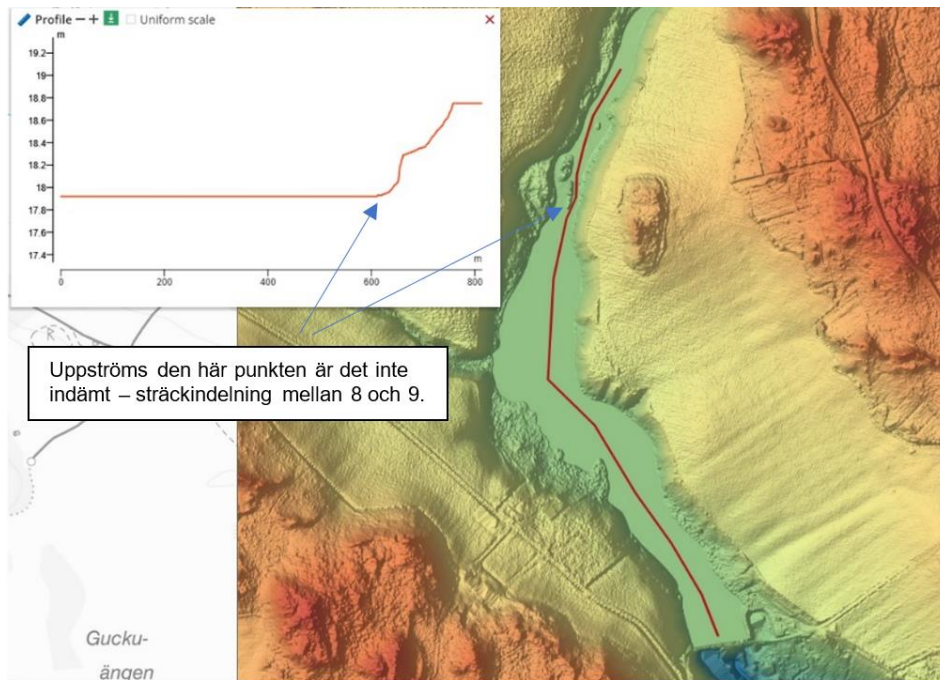 Profile − + Uniform scale ×
m
19.2
19
18.8
18.6
18.4
18.2
18
17.8
17.6
17.4
m
0 200 400 600 800
Uppströms den här punkten är det inte
indämt – sträckindelning mellan 8 och 9.
R
Gucku-
ängen